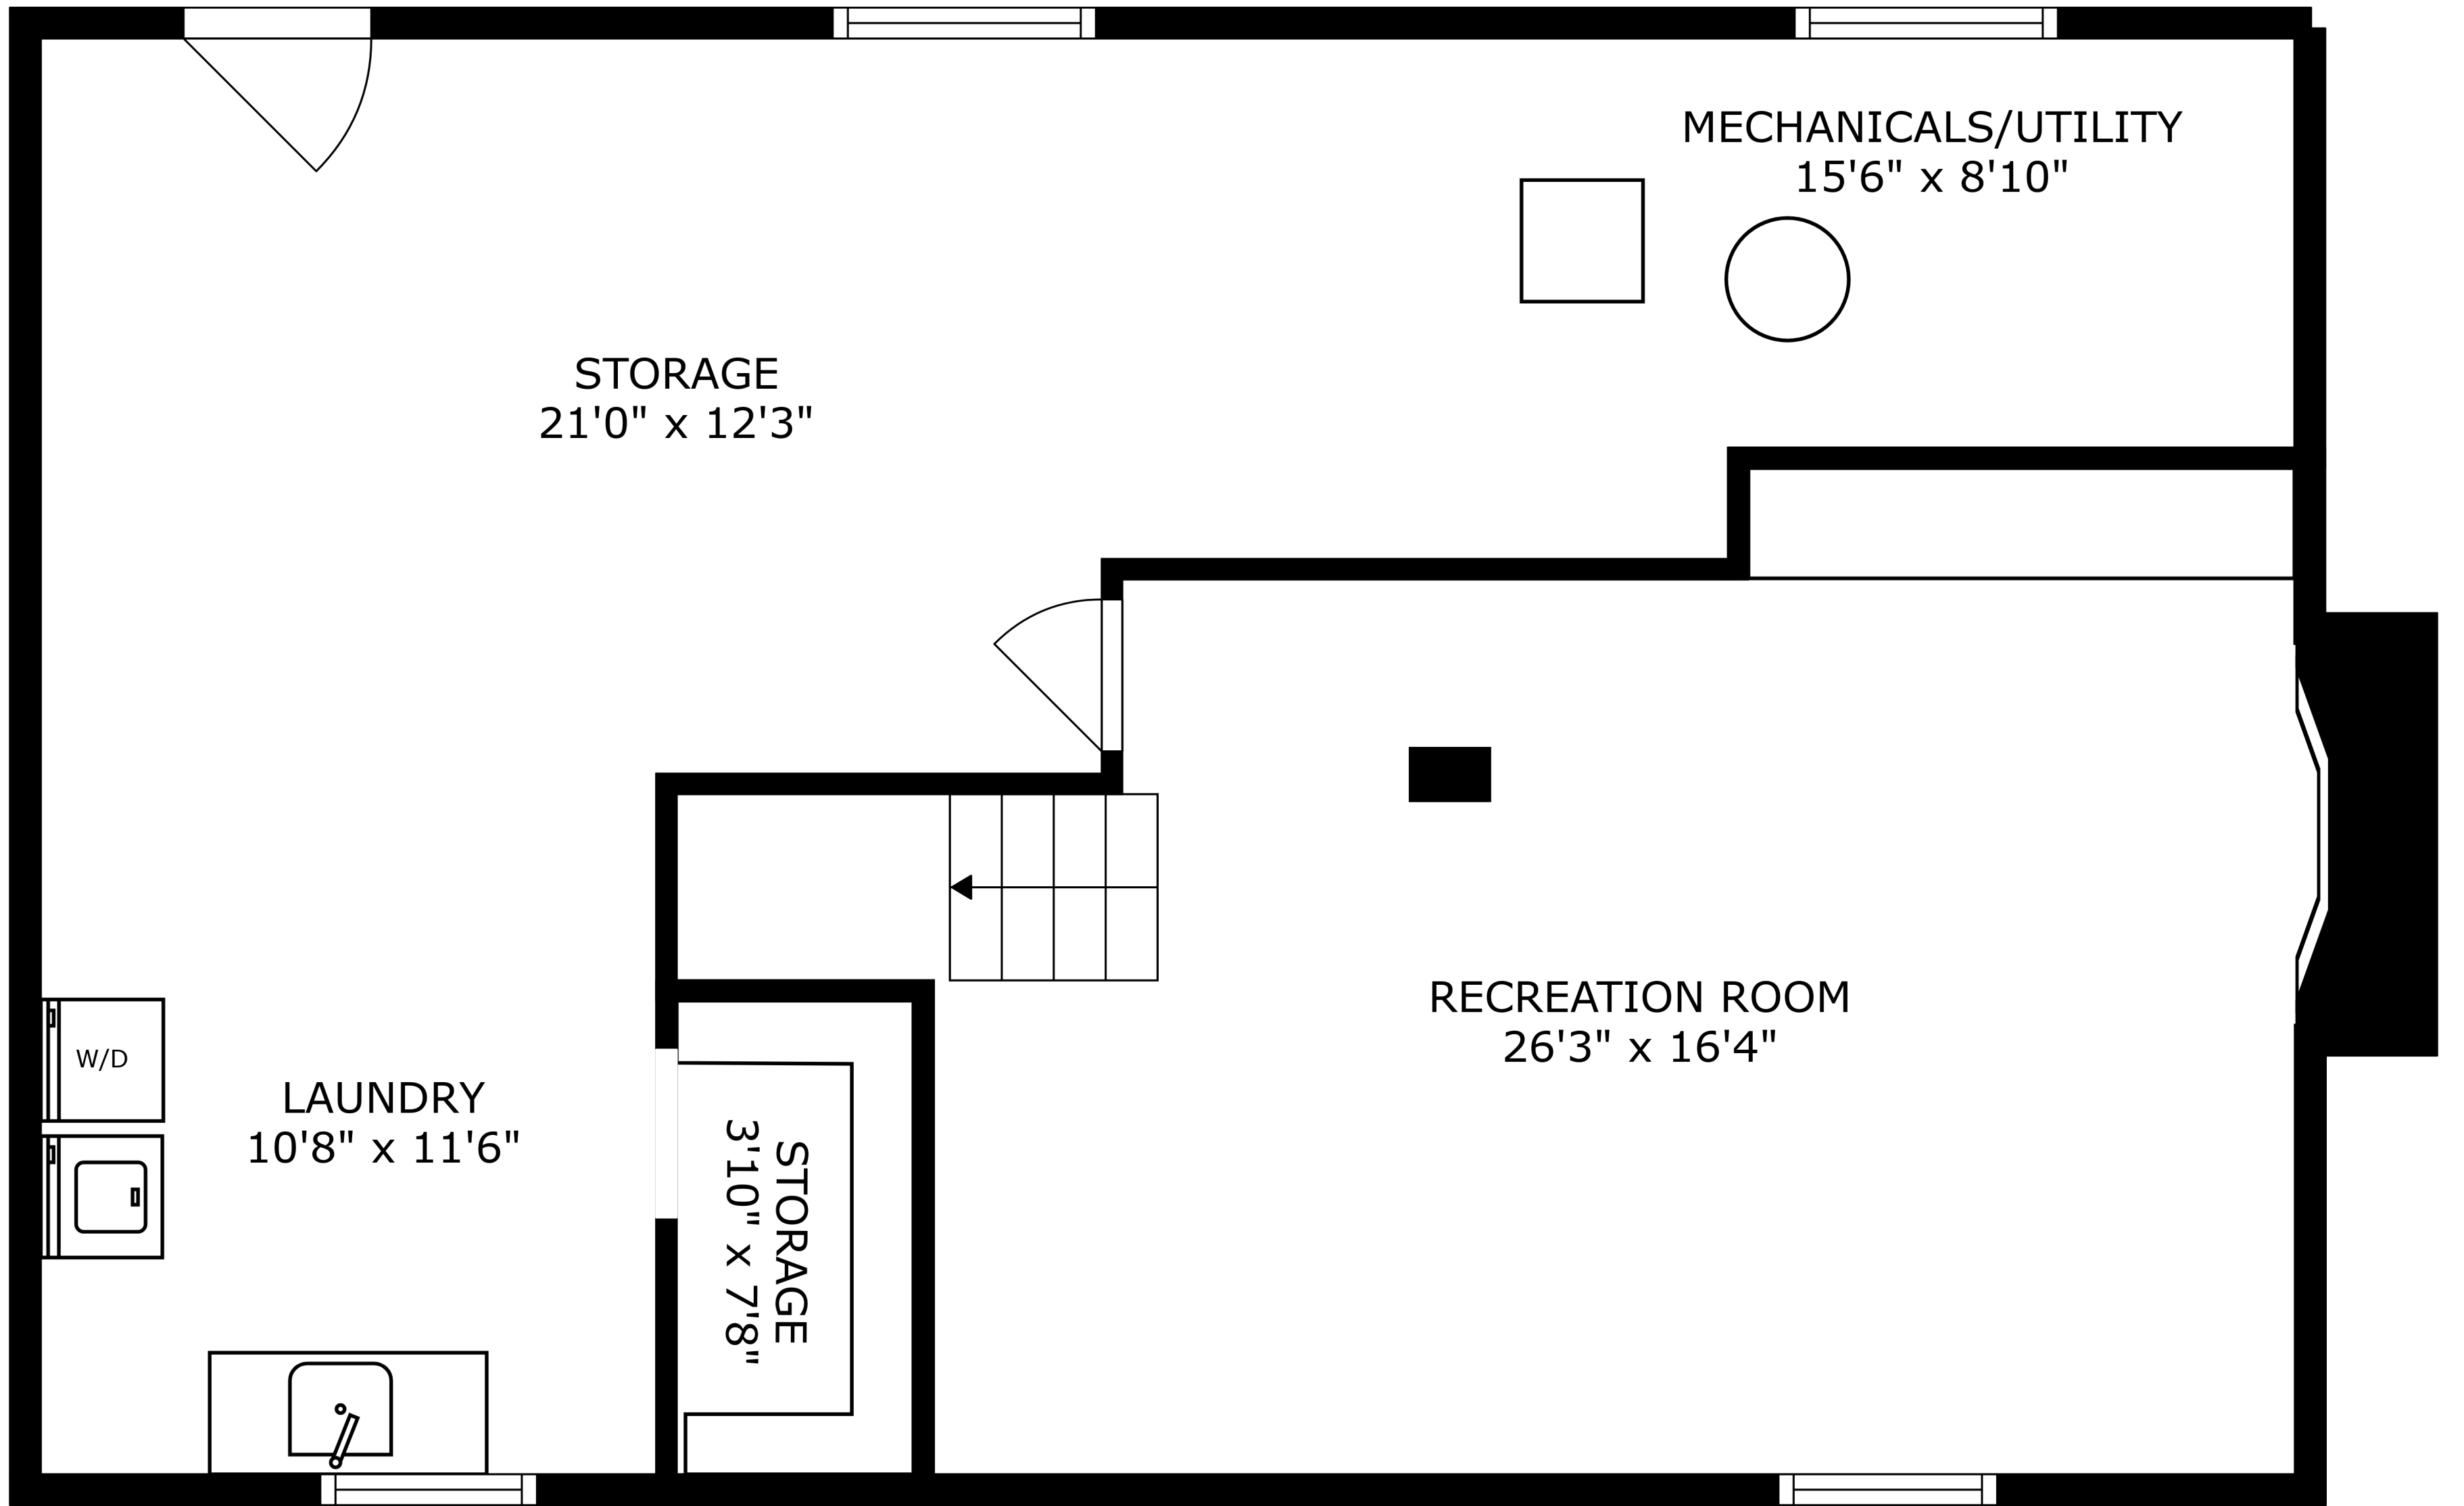 MECHANICALS/UTILITY
15'6" x 8'10"
STORAGE
21'0" x 12'3"
RECREATION ROOM
26'3" x 16'4"
W/D
LAUNDRY
10'8" x 11'6"
STORAGE
3'10" x 7'8"